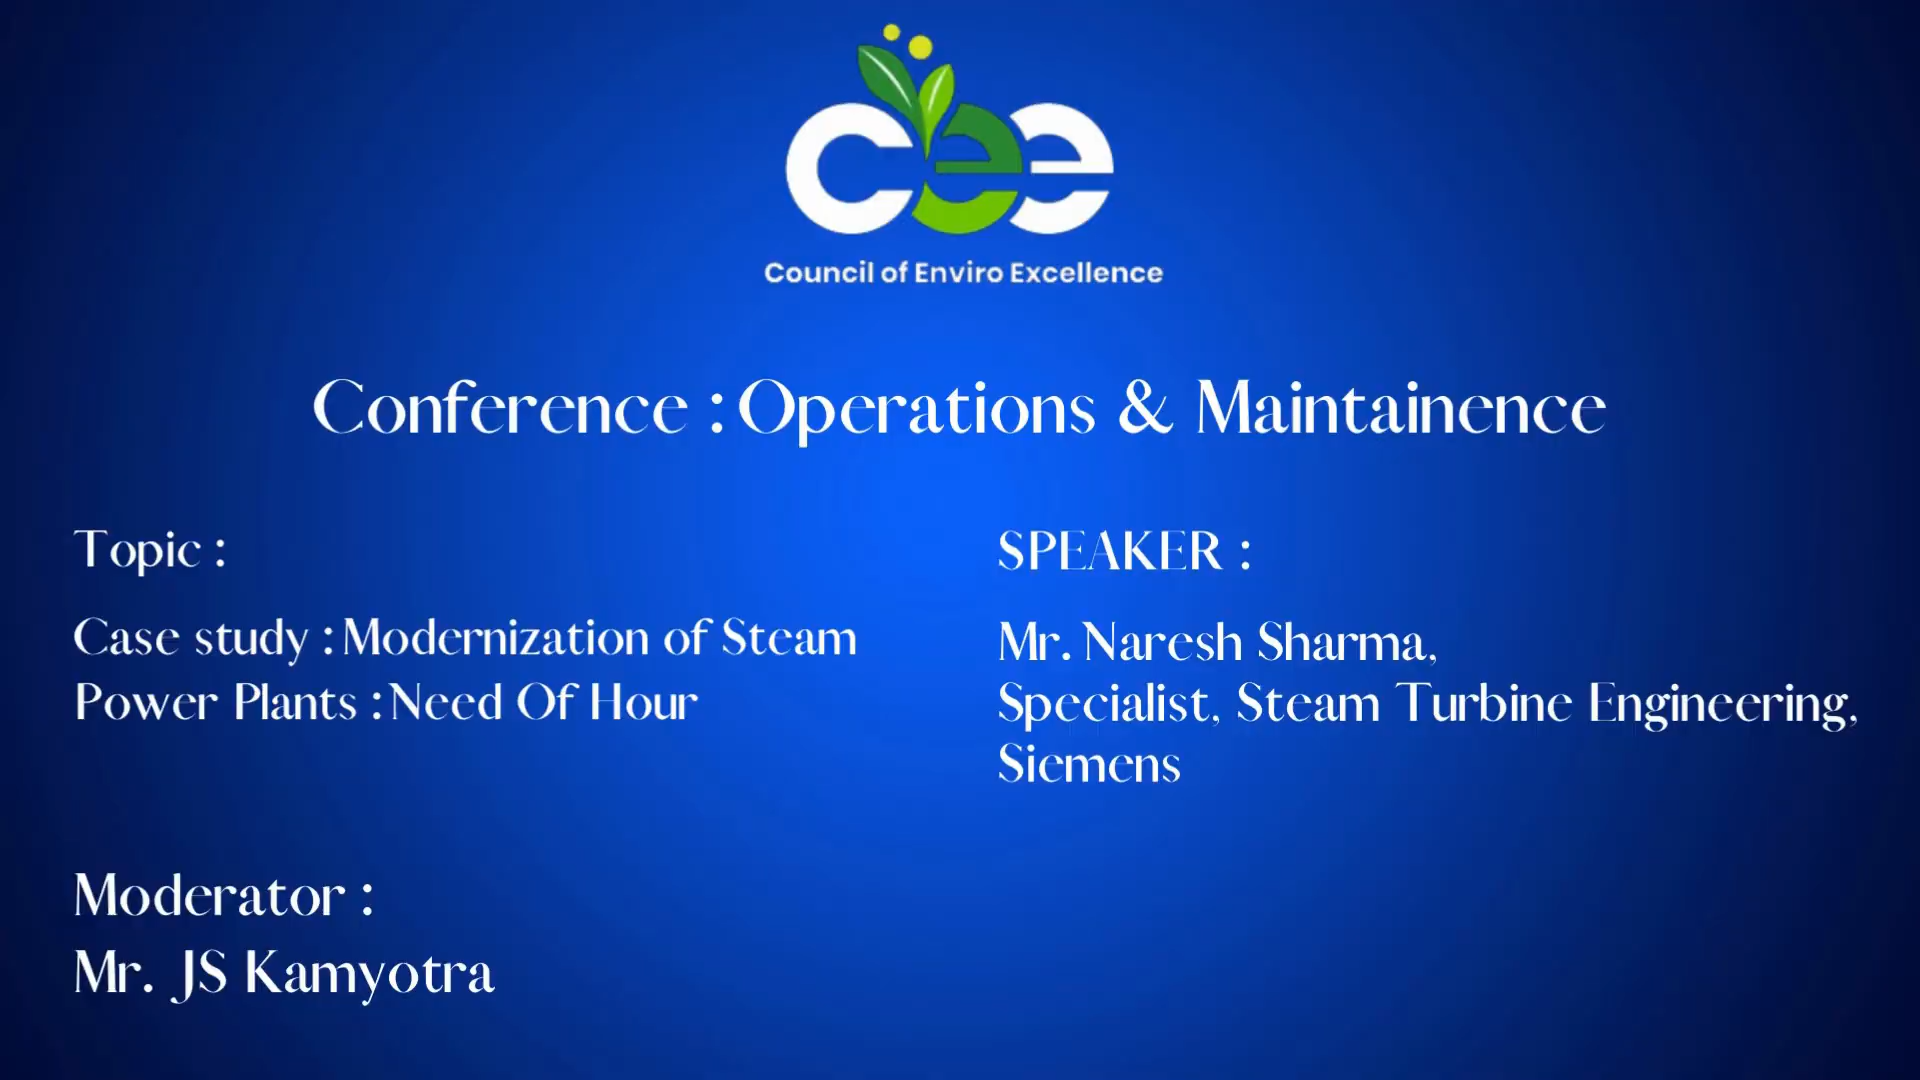 cee
Council of Enviro Excellence
Conference : Operations & Maintainence
Topic :
Case study : Modernization of Steam
Power Plants : Need Of Hour
SPEAKER :
Mr. Naresh Sharma,
Specialist, Steam Turbine Engineering,
Siemens
Moderator :
Mr. JS Kamyotra